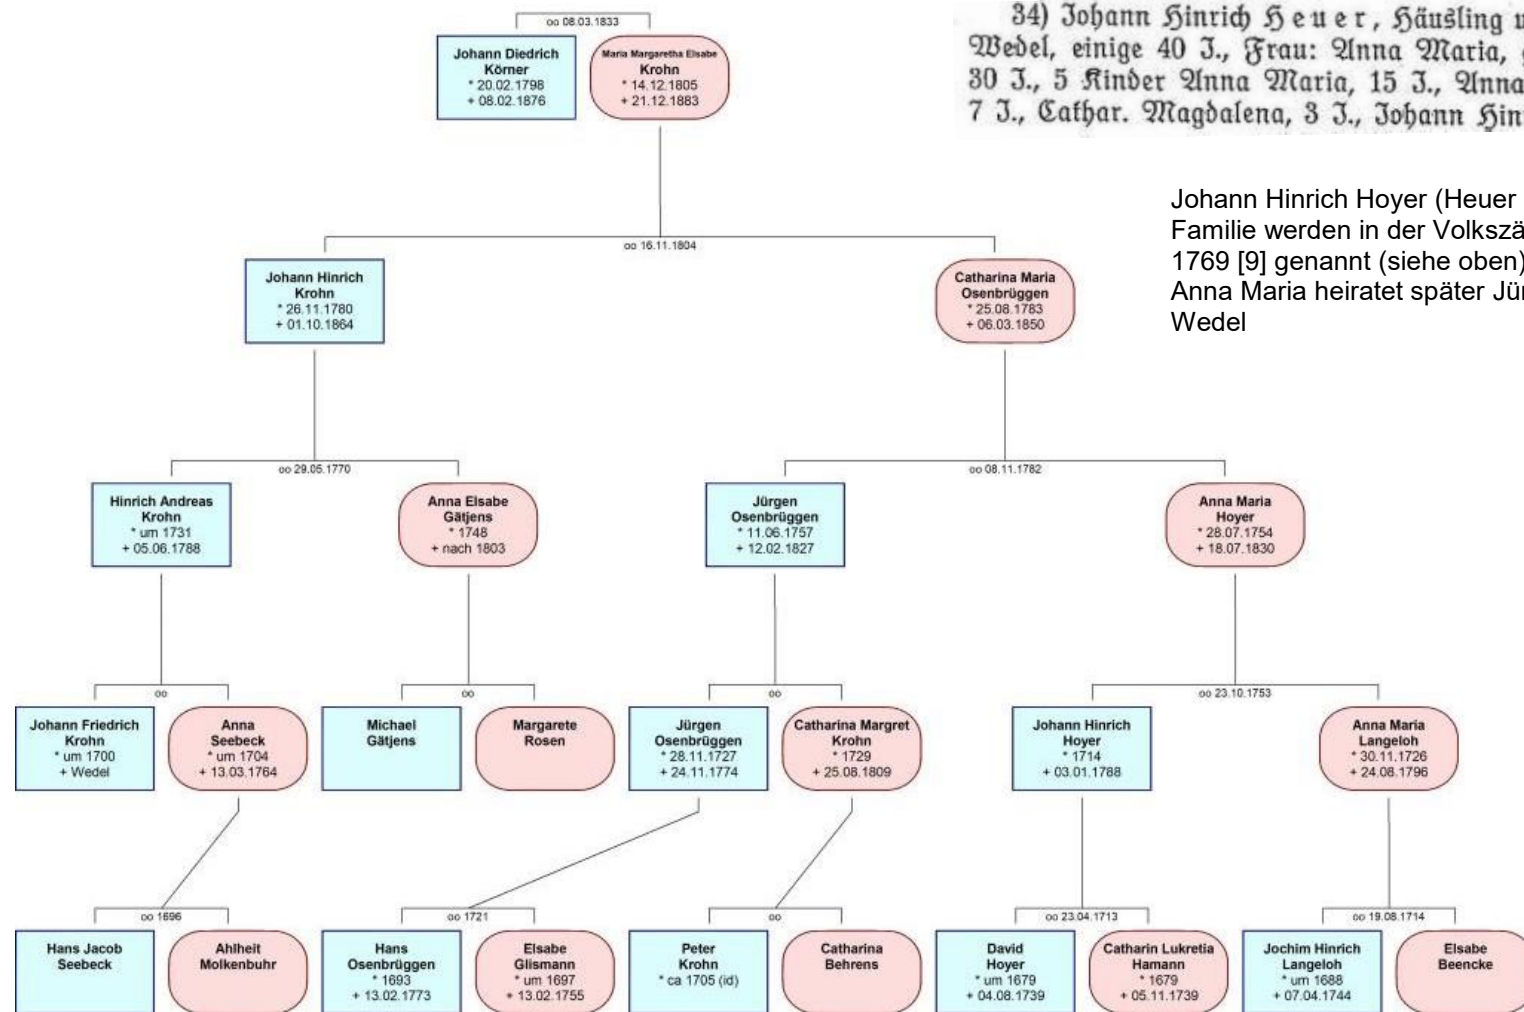 oo 08.03.1833
Johann Diedrich
Körner
* 20.02.1798
+ 08.02.1876
Maria Margaretha Elsabe
Krohn
* 14.12.1805
+ 21.12.1883
34) Johann Hinrich Heuer, Häusling
Wedel, einige 40 J., Frau: Anna Maria,
30 J., 5 Kinder Anna Maria, 15 J., Anna
7 J., Cathar. Magdalena, 3 J., Johann Hin
Johann Hinrich Hoyer (Heuer
Familie werden in der Volkszä
1769 [9] genannt (siehe oben)
Anna Maria heiratet später Jür
Wedel
oo 16.11.1804
Johann Hinrich
Krohn
* 26.11.1780
+ 01.10.1864
Catharina Maria
Osenbrüggen
* 25.08.1783
+ 06.03.1850
oo 29.05.1770
oo 08.11.1782
Hinrich Andreas
Krohn
* um 1731
+ 05.06.1788
Anna Elsabe
Gätjens
* 1748
+ nach 1803
Jürgen
Osenbrüggen
* 11.06.1757
+ 12.02.1827
Anna Maria
Hoyer
* 28.07.1754
+ 18.07.1830
oo
oo
oo
oo 23.10.1753
Johann Friedrich
Krohn
* um 1700
+ Wedel
Anna
Seebeck
* um 1704
+ 13.03.1764
Michael
Gätjens
Margarete
Rosen
Jürgen
Osenbrüggen
* 28.11.1727
+ 24.11.1774
Catharina Margret
Krohn
* 1729
+ 25.08.1809
Johann Hinrich
Hoyer
* 1714
+ 03.01.1788
Anna Maria
Langeloh
* 30.11.1726
+ 24.08.1796
oo 1696
oo 1721
oo
oo 23.04.1713
oo 19.08.1714
Hans Jacob
Seebeck
Ahlheit
Molkenbuhr
Hans
Osenbrüggen
* 1693
+ 13.02.1773
Elsabe
Glismann
* um 1697
+ 13.02.1755
Peter
Krohn
* ca 1705 (id)
Catharina
Behrens
David
Hoyer
* um 1679
+ 04.08.1739
Catharin Lukretia
Hamann
* 1679
+ 05.11.1739
Jochim Hinrich
Langeloh
* um 1688
+ 07.04.1744
Elsabe
Beencke